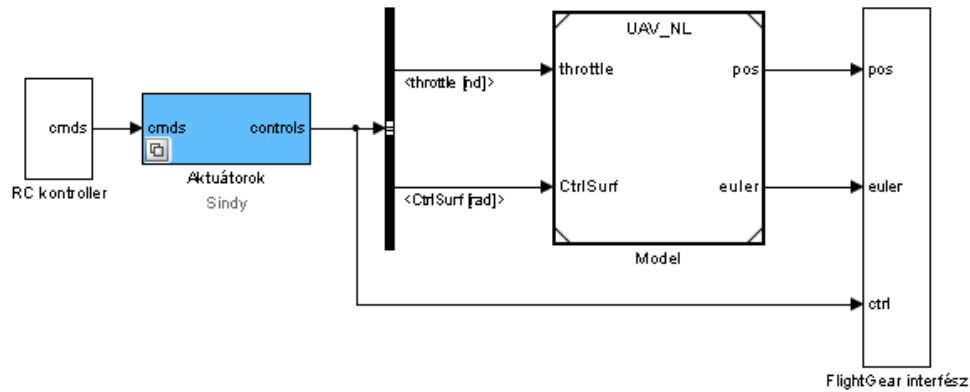 cmds
RC kontroller
cmds
controls
Aktuátorok
Sindy
<throttle [nd]>
<CtrlSurf [rad]>
UAV_NL
throttle
pos
CtrlSurf
euler
Model
pos
euler
ctrl
FlightGear interfész